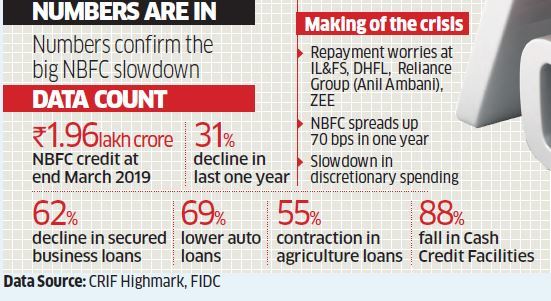 NUMBERS ARE IN
Numbers confirm the
big NBFC slowdown
DATA COUNT
₹1.96 lakh crore
NBFC credit at
end March 2019
31%
decline in
last one year
Making of the crisis
Repayment worries at
IL&FS, DHFL, Reliance
Group (Anil Ambani),
ZEE
NBFC spreads up
70 bps in one year
Slowdown in
discretionary spending
62%
decline in secured
business loans
69%
lower auto
loans
55%
contraction in
agriculture loans
88%
fall in Cash
Credit Facilities
Data Source: CRIF Highmark, FIDC